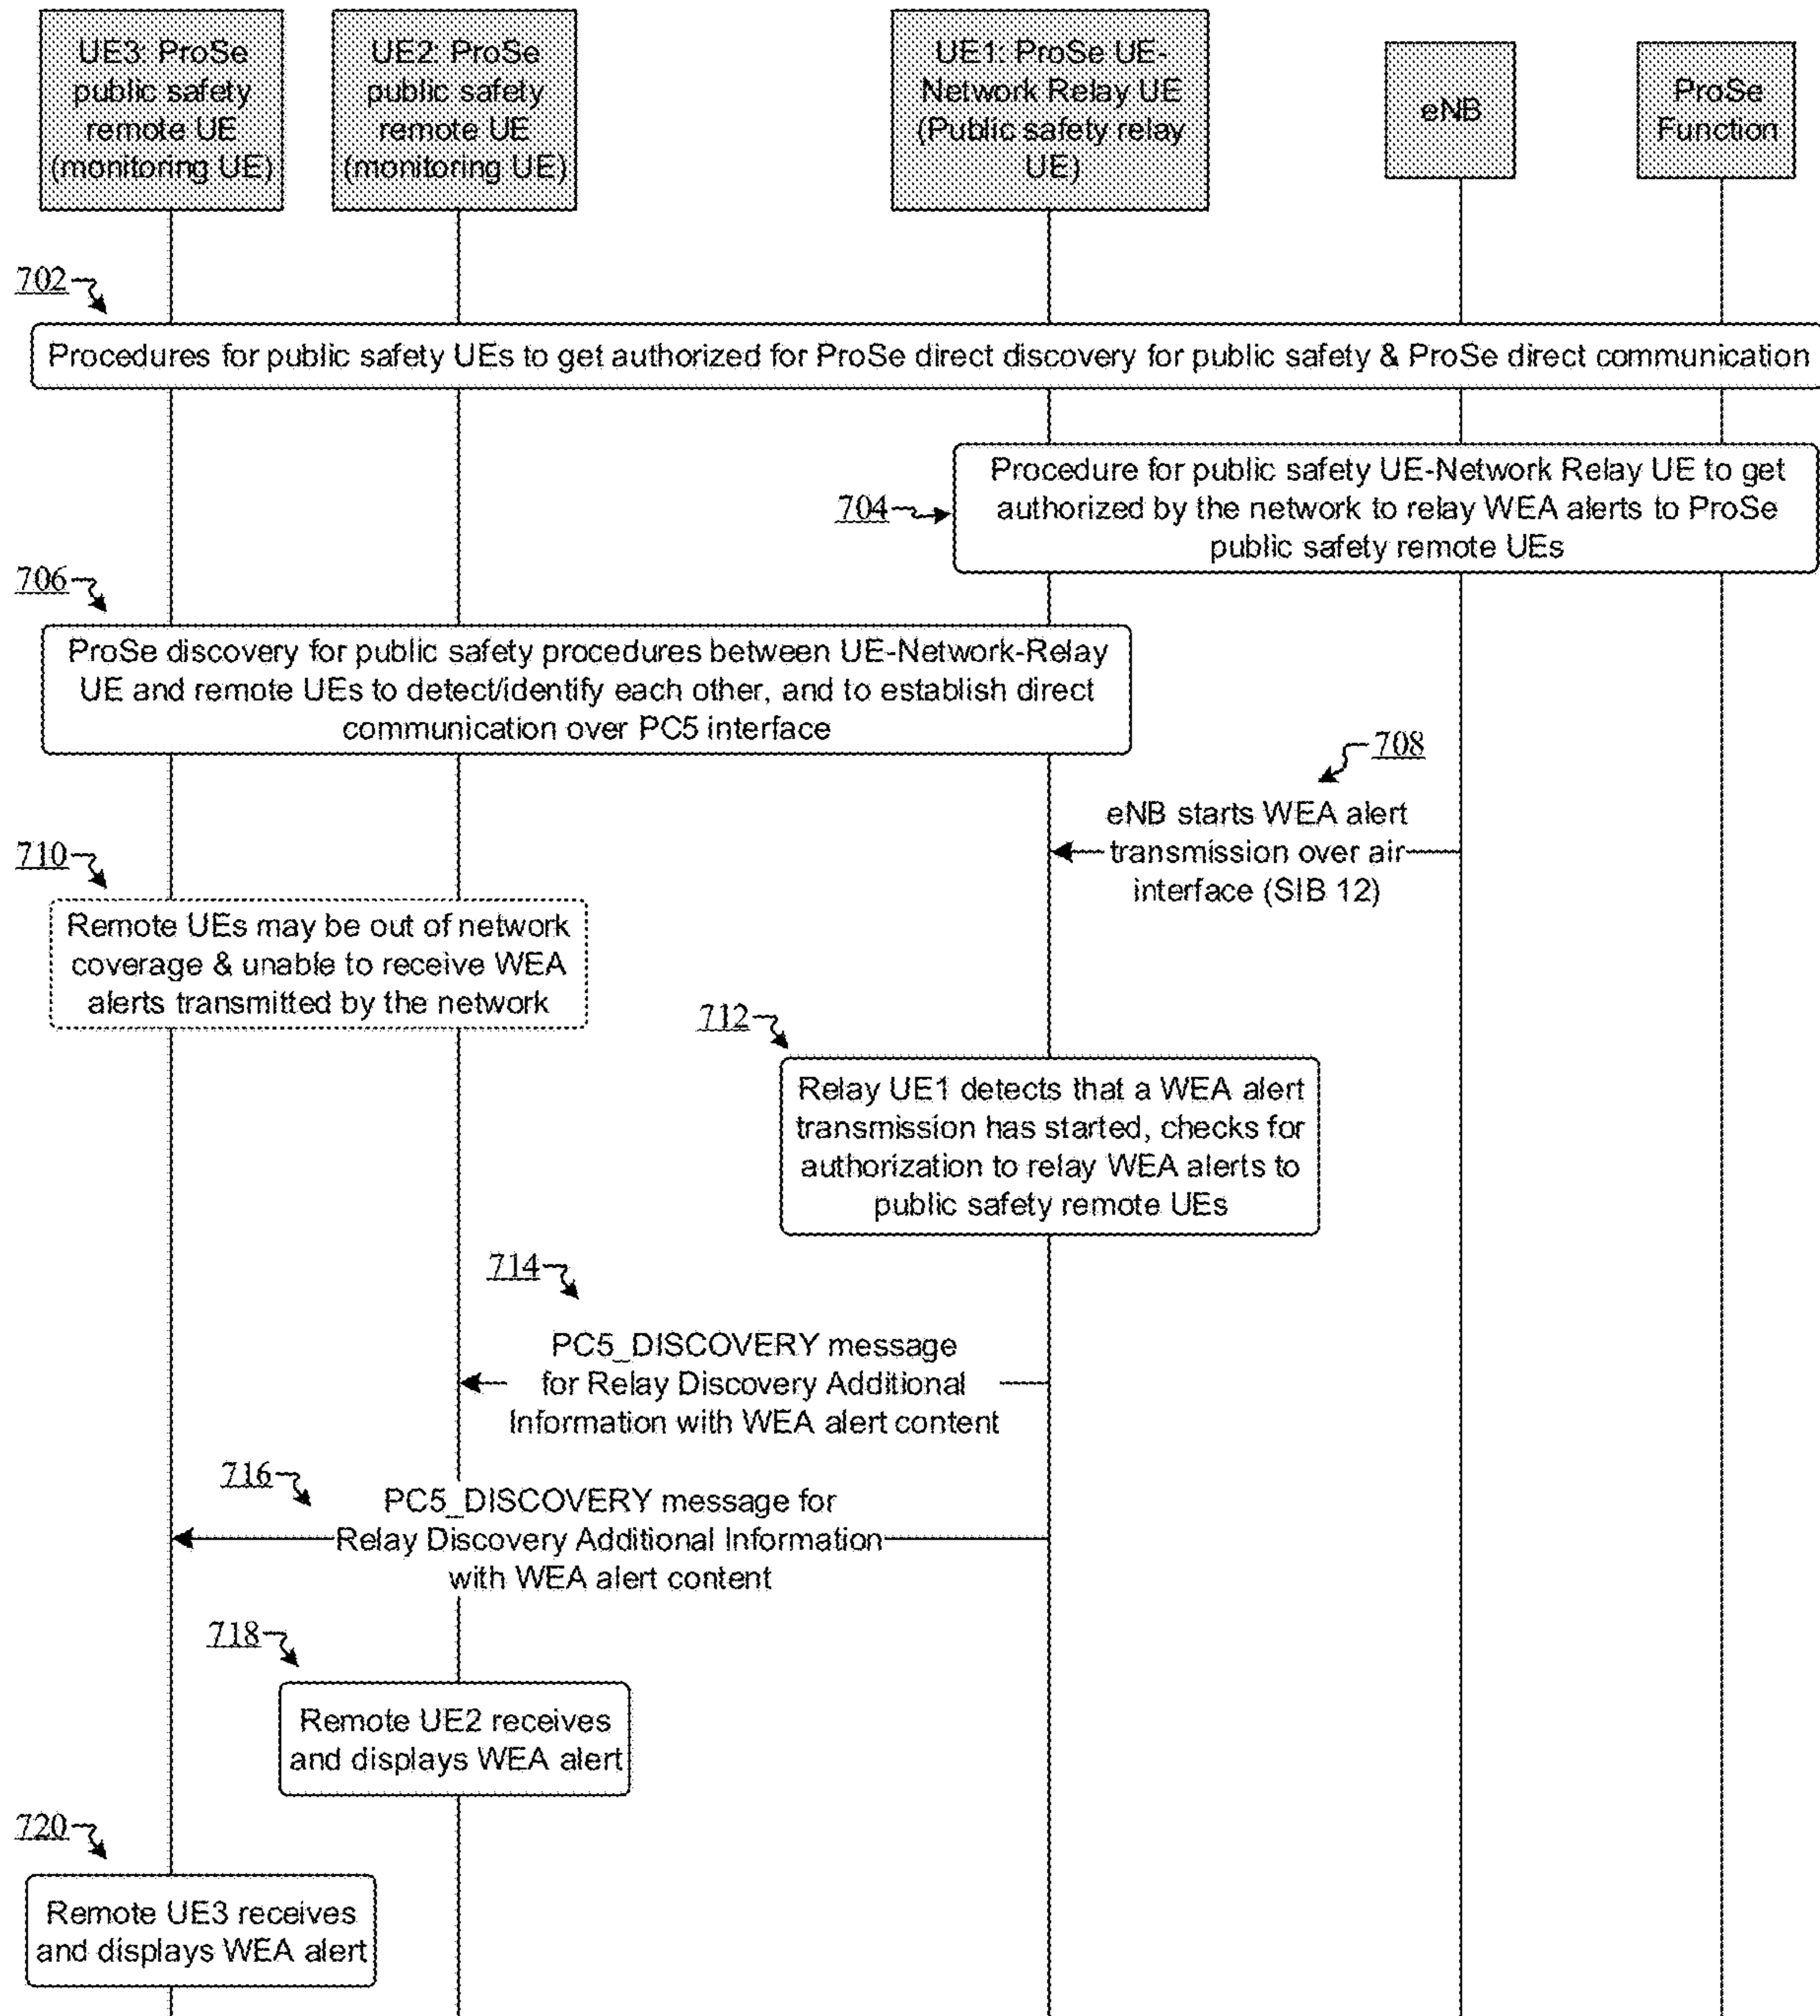 UE3: ProSe
public safety
remote UE
(monitoring UE)
UE2: ProSe
public safety
remote UE
(monitoring UE)
UE1: ProSe UE-
Network Relay UE
(Public safety relay
UE)
eNB
ProSe
Function
702
Procedures for public safety UEs to get authorized for ProSe direct discovery for public safety & ProSe direct communication
704
Procedure for public safety UE-Network Relay UE to get
authorized by the network to relay WEA alerts to ProSe
public safety remote UEs
706
ProSe discovery for public safety procedures between UE-Network-Relay
UE and remote UEs to detect/identify each other, and to establish direct
communication over PC5 interface
708
eNB starts WEA alert
transmission over air
interface (SIB 12)
710
Remote UEs may be out of network
coverage & unable to receive WEA
alerts transmitted by the network
712
Relay UE1 detects that a WEA alert
transmission has started, checks for
authorization to relay WEA alerts to
public safety remote UEs
714
PC5_DISCOVERY message
for Relay Discovery Additional
Information with WEA alert content
716
PC5_DISCOVERY message for
Relay Discovery Additional Information
with WEA alert content
718
Remote UE2 receives
and displays WEA alert
720
Remote UE3 receives
and displays WEA alert